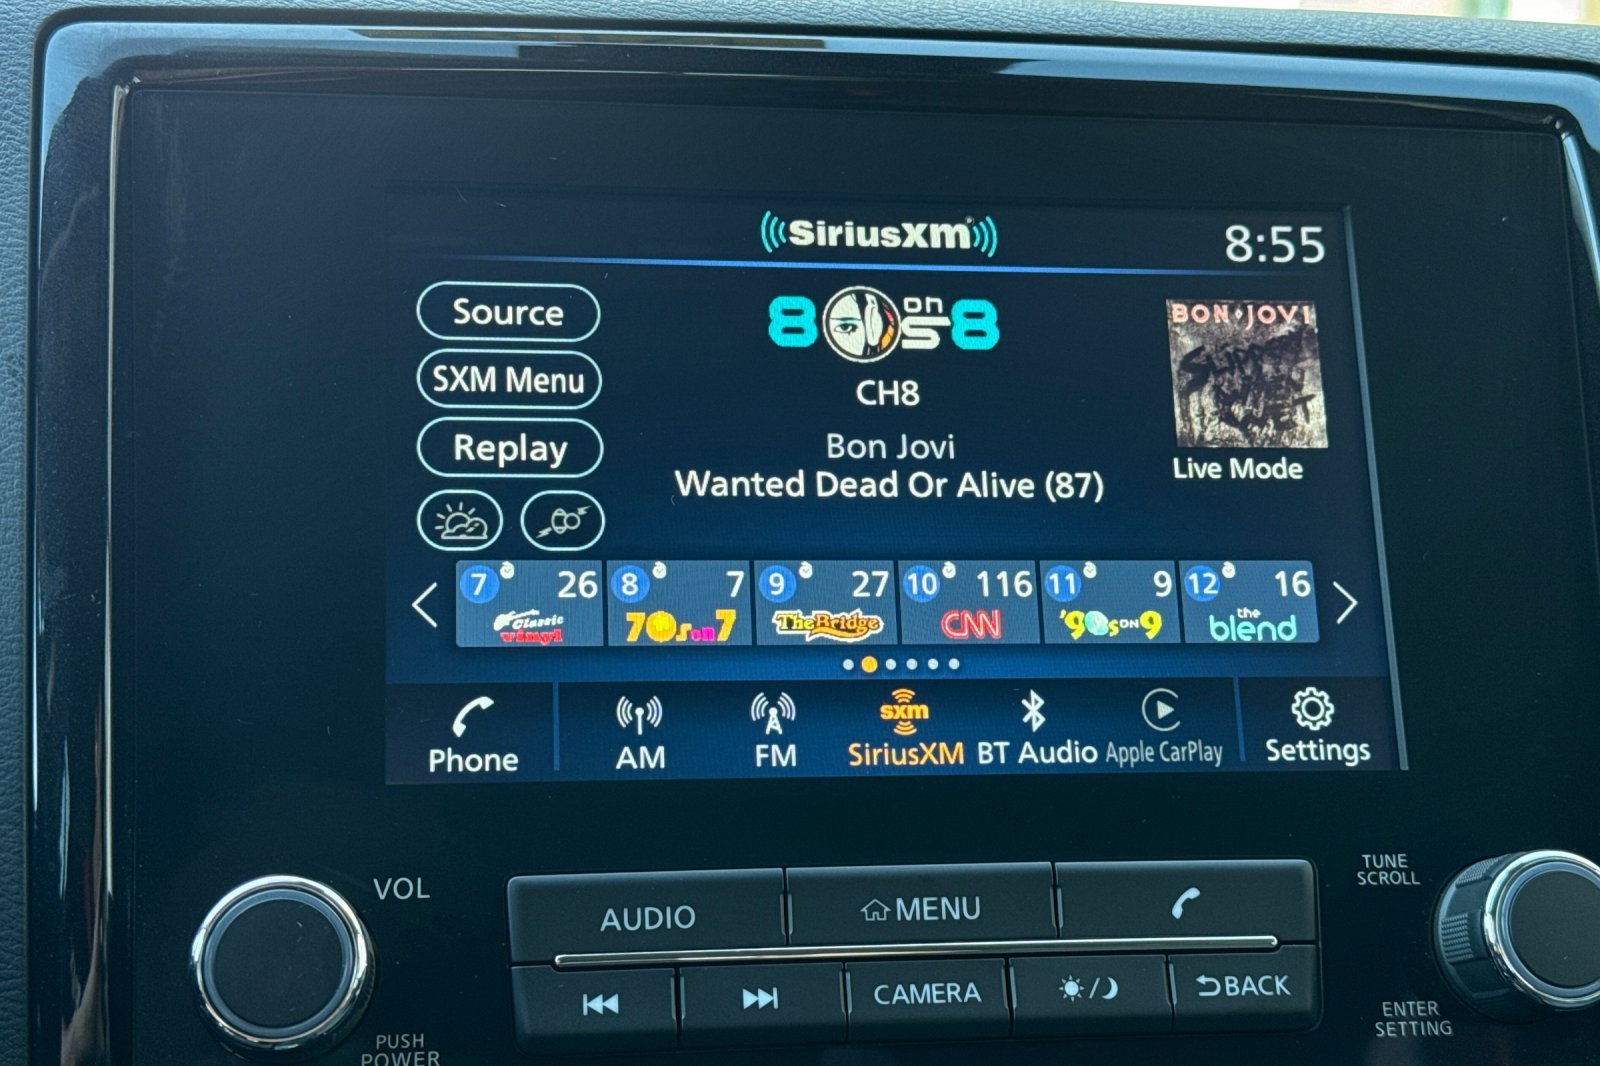 SiriusXM
8:55
Source
SXM Menu
Replay
80s on 8
CH8
Bon Jovi
Wanted Dead Or Alive (87)
BON JOVI
SLIPPERY
WHEN
WET
Live Mode
7 26
Classic
vinyl
8 7
70s on 7
9 27
The Bridge
10 116
CNN
11 9
'90s ON 9
12 16
the
blend
Phone
AM
FM
sxm
SiriusXM
BT Audio
Apple CarPlay
Settings
VOL
PUSH
POWER
AUDIO
MENU
CAMERA
BACK
TUNE
SCROLL
ENTER
SETTING